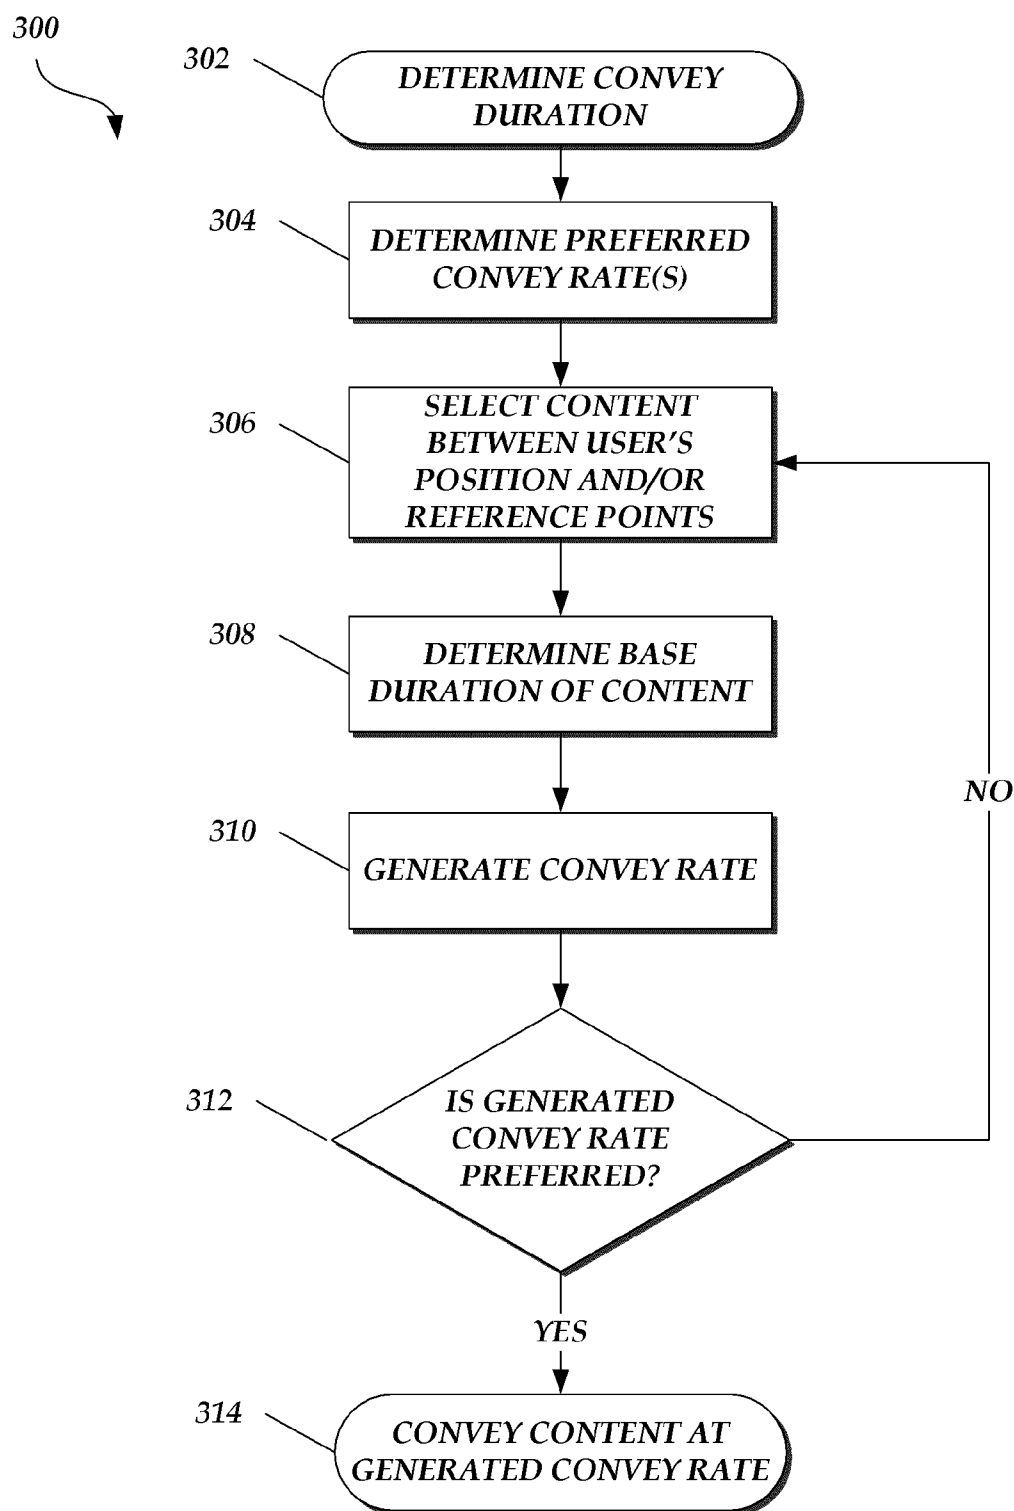 300
302
DETERMINE CONVEY
DURATION
304
DETERMINE PREFERRED
CONVEY RATE(S)
306
SELECT CONTENT
BETWEEN USER'S
POSITION AND/OR
REFERENCE POINTS
308
DETERMINE BASE
DURATION OF CONTENT
NO
310
GENERATE CONVEY RATE
312
IS GENERATED
CONVEY RATE
PREFERRED?
YES
314
CONVEY CONTENT AT
GENERATED CONVEY RATE